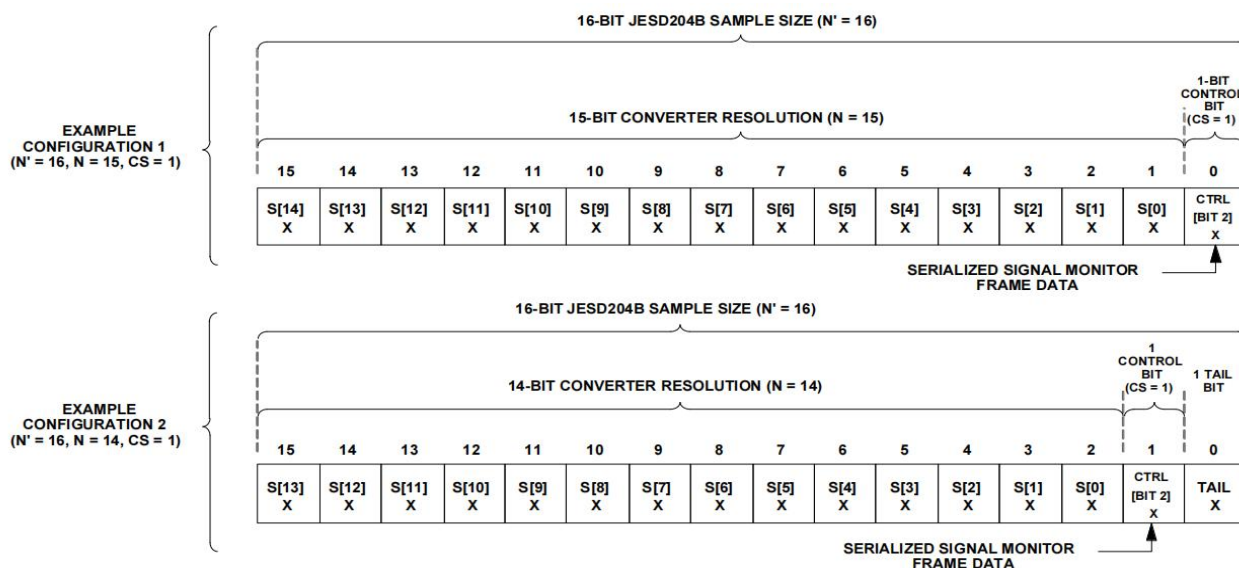 16-BIT JESD204B SAMPLE SIZE (N' = 16)
EXAMPLE
CONFIGURATION 1
(N' = 16, N = 15, CS = 1)
15-BIT CONVERTER RESOLUTION (N = 15)
1-BIT
CONTROL
BIT
(CS = 1)
15 14 13 12 11 10 9 8 7 6 5 4 3 2 1 0
S[14] S[13] S[12] S[11] S[10] S[9] S[8] S[7] S[6] S[5] S[4] S[3] S[2] S[1] S[0] CTRL
[BIT 2]
X X X X X X X X X X X X X X X X
SERIALIZED SIGNAL MONITOR
FRAME DATA
16-BIT JESD204B SAMPLE SIZE (N' = 16)
EXAMPLE
CONFIGURATION 2
(N' = 16, N = 14, CS = 1)
14-BIT CONVERTER RESOLUTION (N = 14)
1
CONTROL
BIT
(CS = 1)
1 TAIL
BIT
15 14 13 12 11 10 9 8 7 6 5 4 3 2 1 0
S[13] S[12] S[11] S[10] S[9] S[8] S[7] S[6] S[5] S[4] S[3] S[2] S[1] S[0] CTRL TAIL
[BIT 2]
X X X X X X X X X X X X X X X X
SERIALIZED SIGNAL MONITOR
FRAME DATA